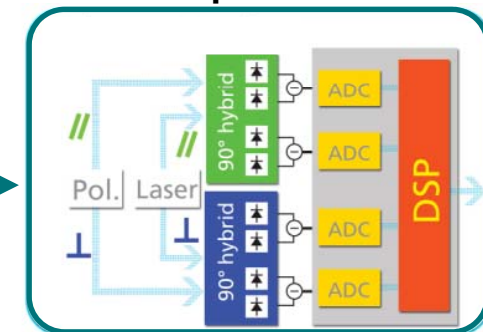 //
//
Pol.
Laser
⊥
⊥
90° hybrid
90° hybrid
ADC
ADC
ADC
ADC
DSP